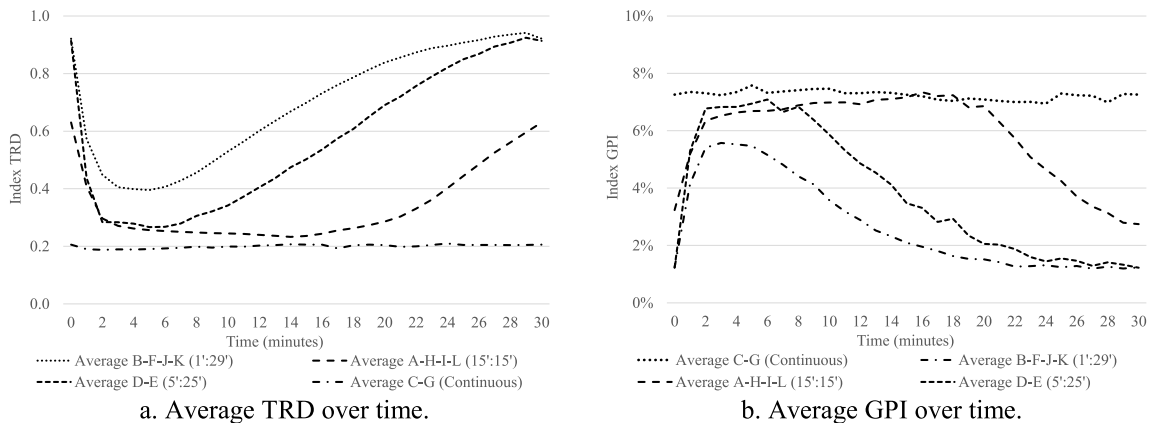 1.0
0.8
0.6
0.4
0.2
0.0
Index TRD
0 2 4 6 8 10 12 14 16 18 20 22 24 26 28 30
Time (minutes)
Average B-F-J-K (1':29') Average A-H-I-L (15':15')
Average D-E (5':25') Average C-G (Continuous)
a. Average TRD over time.
10%
8%
6%
4%
2%
0%
Index GPI
0 2 4 6 8 10 12 14 16 18 20 22 24 26 28 30
Time (minutes)
Average C-G (Continuous) Average B-F-J-K (1':29')
Average A-H-I-L (15':15') Average D-E (5':25')
b. Average GPI over time.